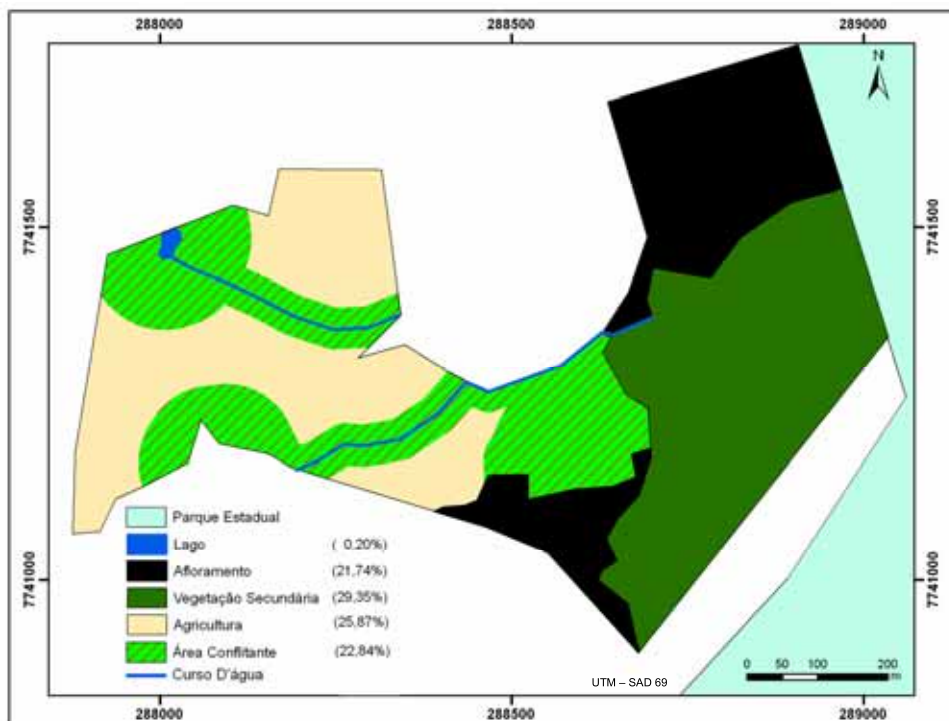 288000 288500 289000
N
7741500 7741500
7741000 7741000
Parque Estadual
Lago ( 0,20%)
Afloramento (21,74%)
Vegetação Secundária (29,35%)
Agricultura (25,87%)
Área Conflitante (22,84%)
Curso D'água
0 50 100 200
m
UTM – SAD 69
288000 288500 289000